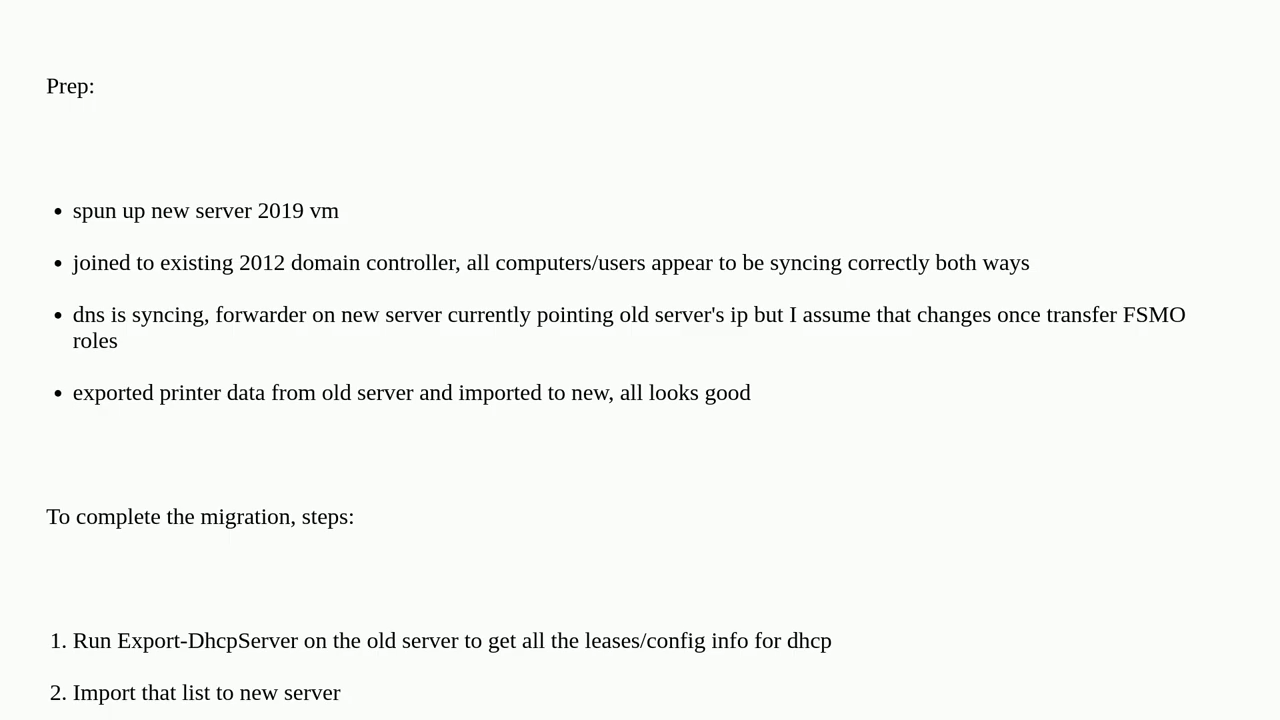 Prep:
• spun up new server 2019 vm
• joined to existing 2012 domain controller, all computers/users appear to be syncing correctly both ways
• dns is syncing, forwarder on new server currently pointing old server's ip but I assume that changes once transfer FSMO
roles
• exported printer data from old server and imported to new, all looks good
To complete the migration, steps:
1. Run Export-DhcpServer on the old server to get all the leases/config info for dhcp
2. Import that list to new server